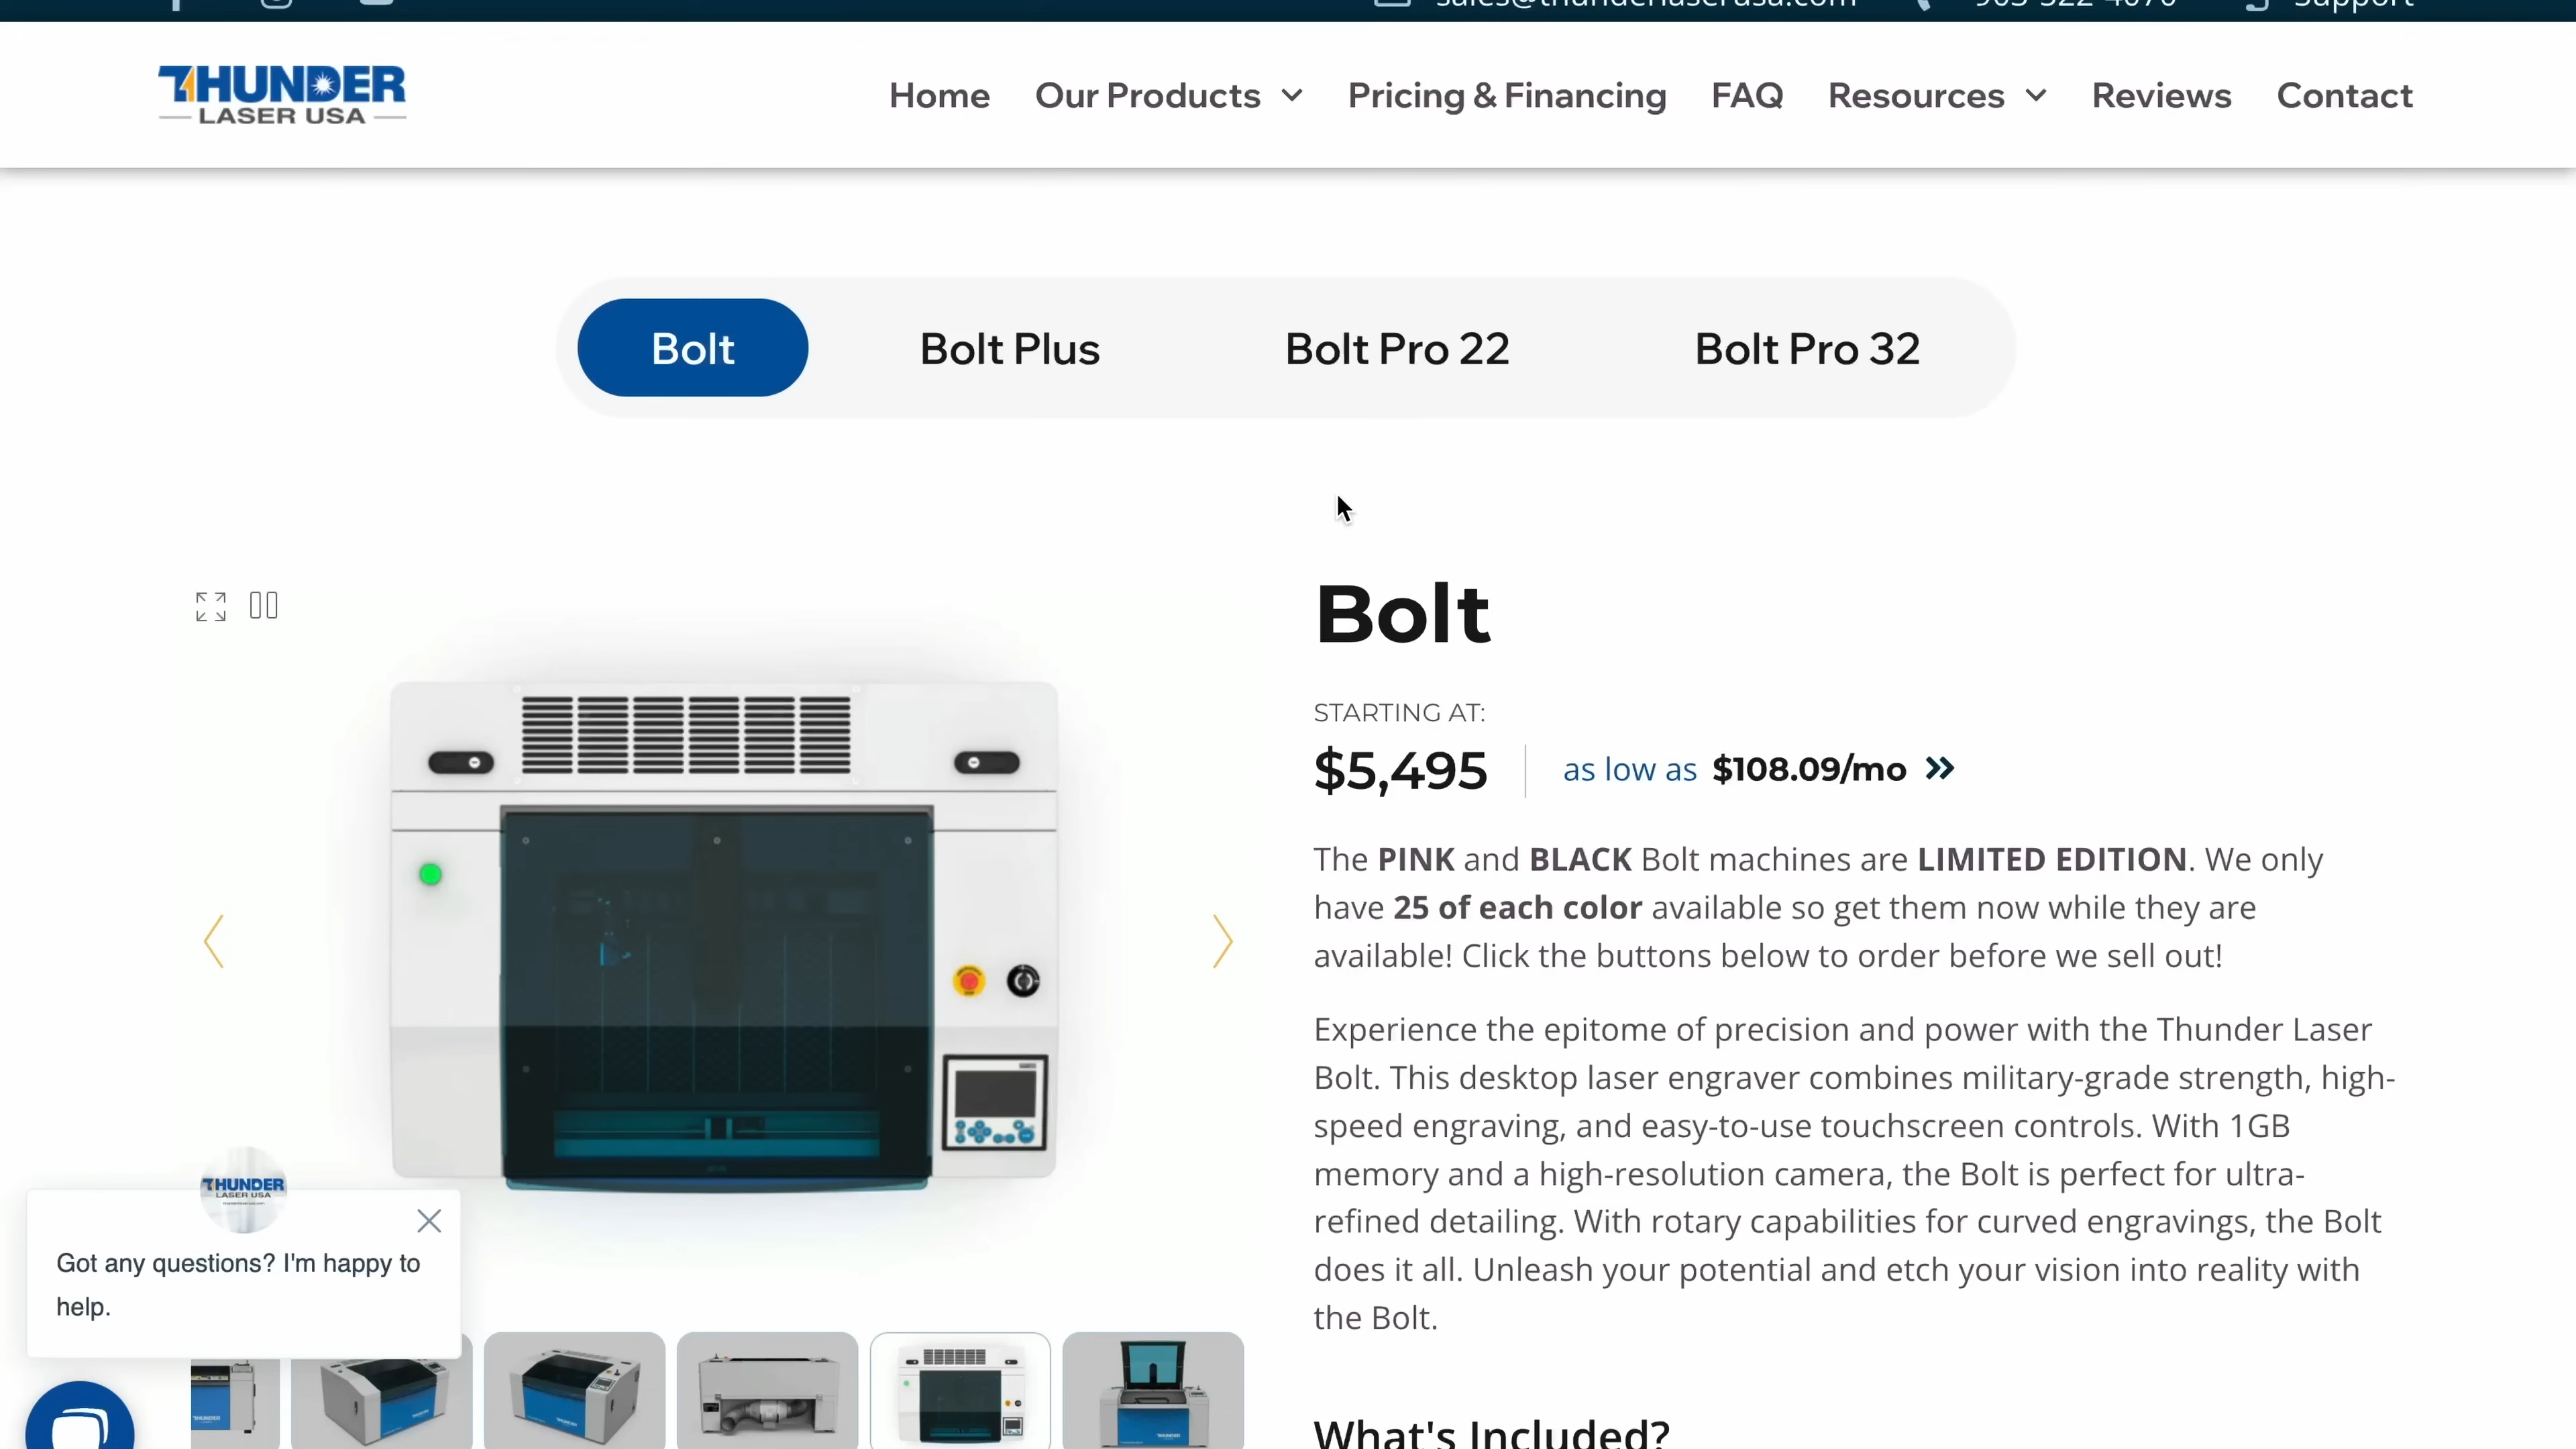 sales@thunderlaserusa.com
903-322-4070
Support
THUNDER
LASER USA
Home
Our Products
Pricing & Financing
FAQ
Resources
Reviews
Contact
Bolt
Bolt Plus
Bolt Pro 22
Bolt Pro 32
Bolt
STARTING AT:
$5,495
as low as $108.09/mo
The PINK and BLACK Bolt machines are LIMITED EDITION. We only
have 25 of each color available so get them now while they are
available! Click the buttons below to order before we sell out!
Experience the epitome of precision and power with the Thunder Laser
Bolt. This desktop laser engraver combines military-grade strength, high-
speed engraving, and easy-to-use touchscreen controls. With 1GB
memory and a high-resolution camera, the Bolt is perfect for ultra-
refined detailing. With rotary capabilities for curved engravings, the Bolt
does it all. Unleash your potential and etch your vision into reality with
the Bolt.
What's Included?
THUNDER
LASER USA
Got any questions? I'm happy to
help.